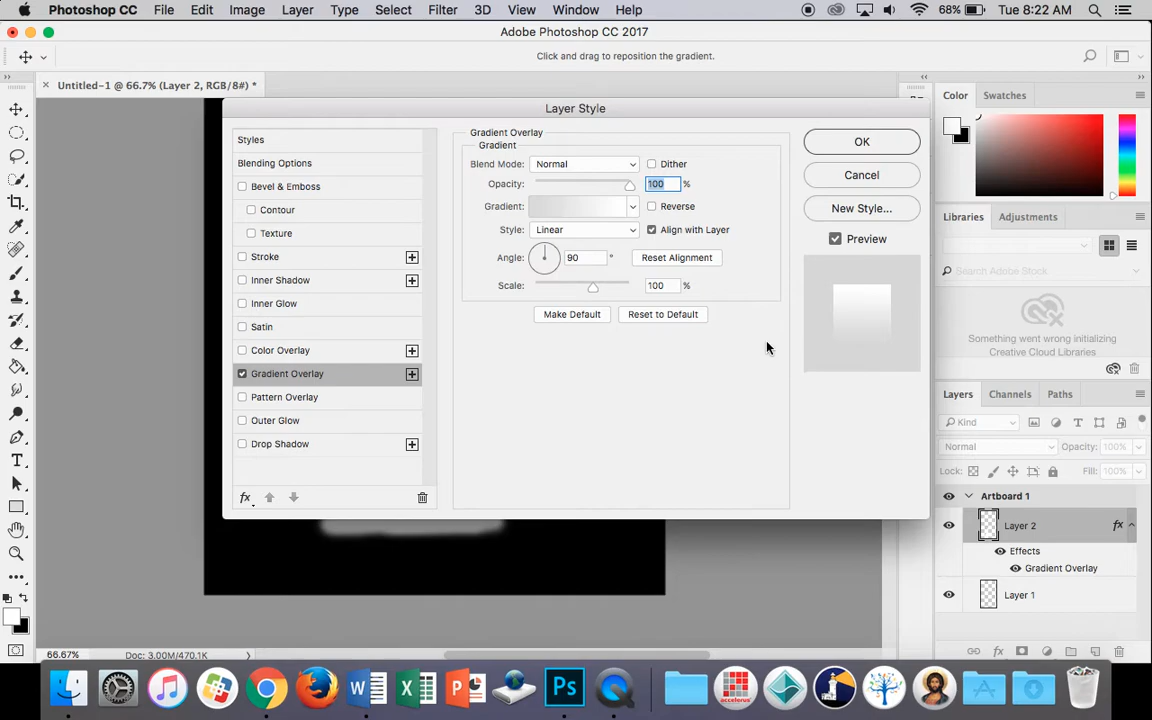 Photoshop CC File Edit Image Layer Type Select Filter 3D View Window Help 68% Tue 8:22 AM
Adobe Photoshop CC 2017
Click and drag to reposition the gradient.
Untitled-1 @ 66.7% (Layer 2, RGB/8#) *
Layer Style
Styles
Blending Options
Bevel & Emboss
Contour
Texture
Stroke
Inner Shadow
Inner Glow
Satin
Color Overlay
Gradient Overlay
Pattern Overlay
Outer Glow
Drop Shadow
fx
Gradient Overlay
Gradient
Blend Mode: Normal Dither
Opacity: 100 %
Gradient: Reverse
Style: Linear Align with Layer
Angle: 90 ° Reset Alignment
Scale: 100 %
Make Default Reset to Default
OK
Cancel
New Style...
Preview
Color Swatches
Libraries Adjustments
Search Adobe Stock
Something went wrong initializing
Creative Cloud Libraries
Layers Channels Paths
Kind
Normal Opacity: 100%
Lock: Fill: 100%
Artboard 1
Layer 2 fx
Effects
Gradient Overlay
Layer 1
fx
66.67% Doc: 3.00M/470.1K
Ps
accelerus